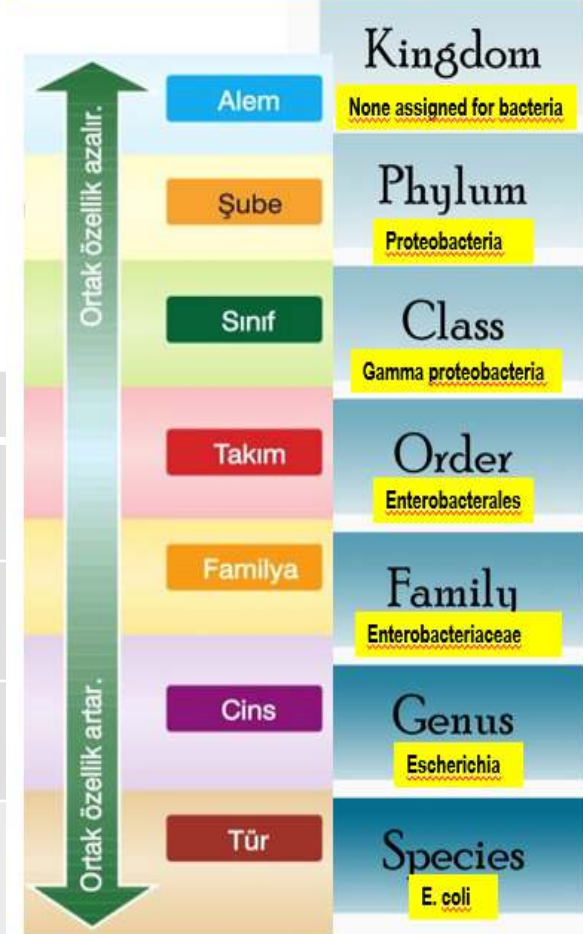 Ortak özellik azalır.
Ortak özellik artar.
Alem
Kingdom
None assigned for bacteria
Şube
Phylum
Proteobacteria
Sınıf
Class
Gamma proteobacteria
Takım
Order
Enterobacterales
Familya
Family
Enterobacteriaceae
Cins
Genus
Escherichia
Tür
Species
E. coli